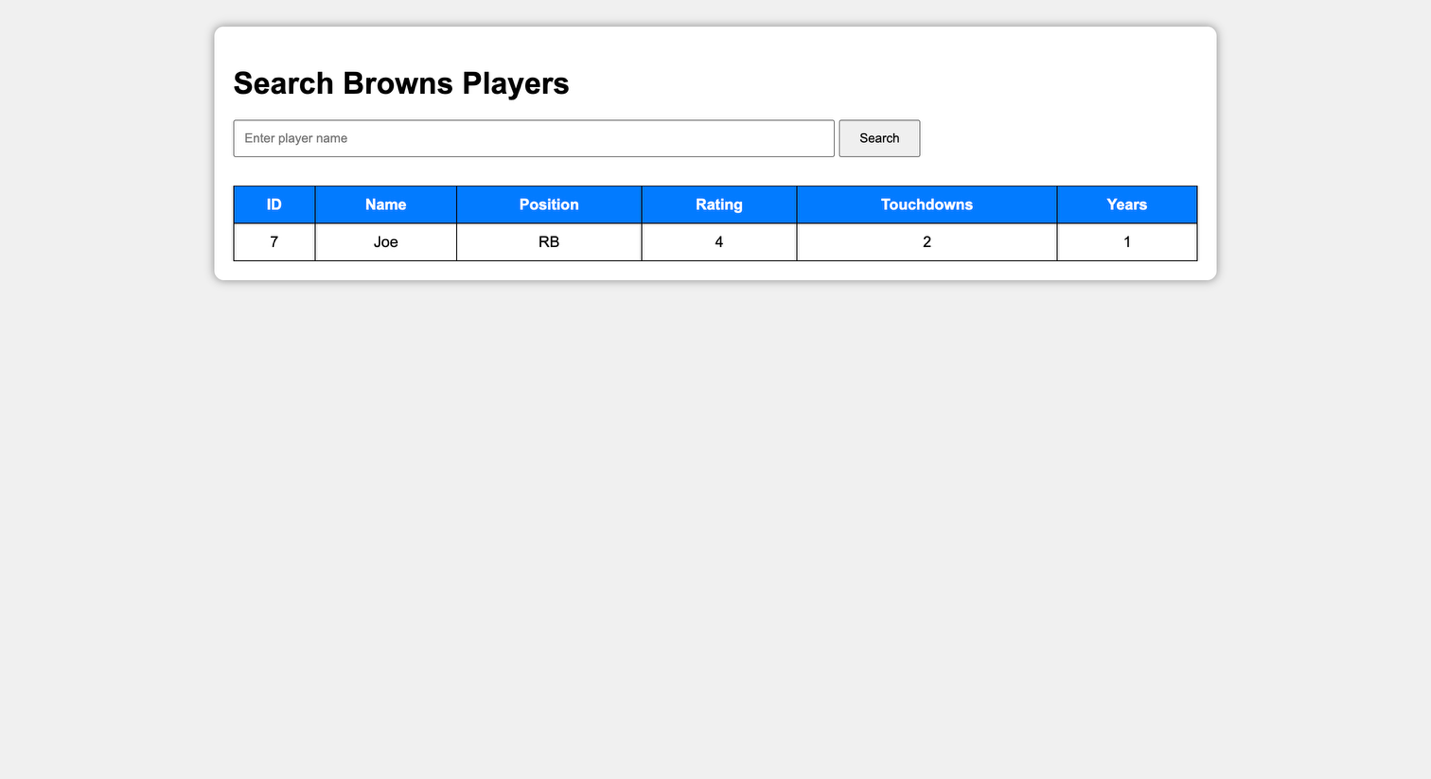 Search Browns Players
Enter player name Search
ID Name Position Rating Touchdowns Years
7 Joe RB 4 2 1